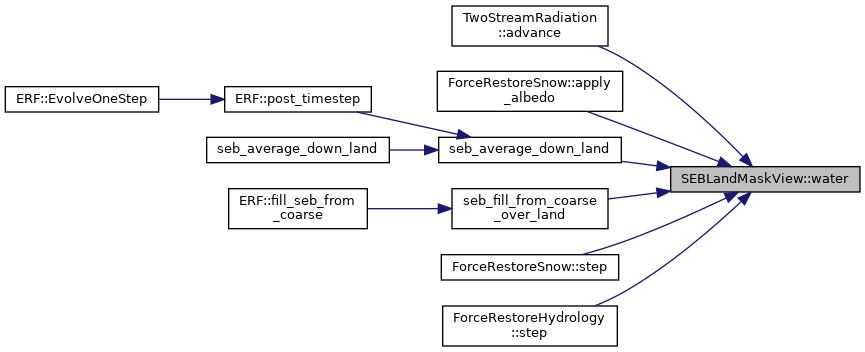 TwoStreamRadiation
::advance
ForceRestoreSnow::apply
_albedo
ERF::EvolveOneStep
ERF::post_timestep
seb_average_down_land
seb_average_down_land
SEBLandMaskView::water
ERF::fill_seb_from
_coarse
seb_fill_from_coarse
_over_land
ForceRestoreSnow::step
ForceRestoreHydrology
::step